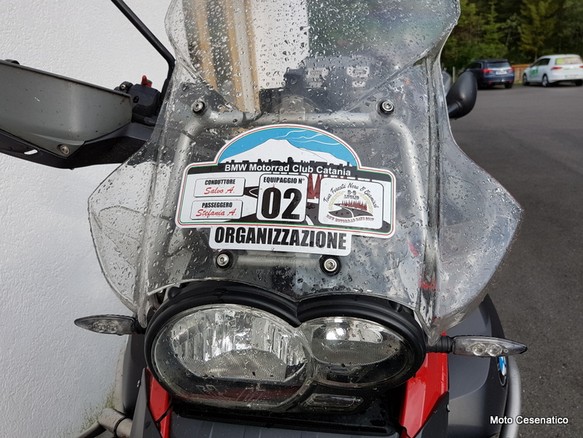 BMW Motorrad Club Catania
CONDUTTORE
Salvo A.
PASSEGGERO
Stefania A.
EQUIPAGGIO N°
02
ORGANIZZAZIONE
Moto Cesenatico